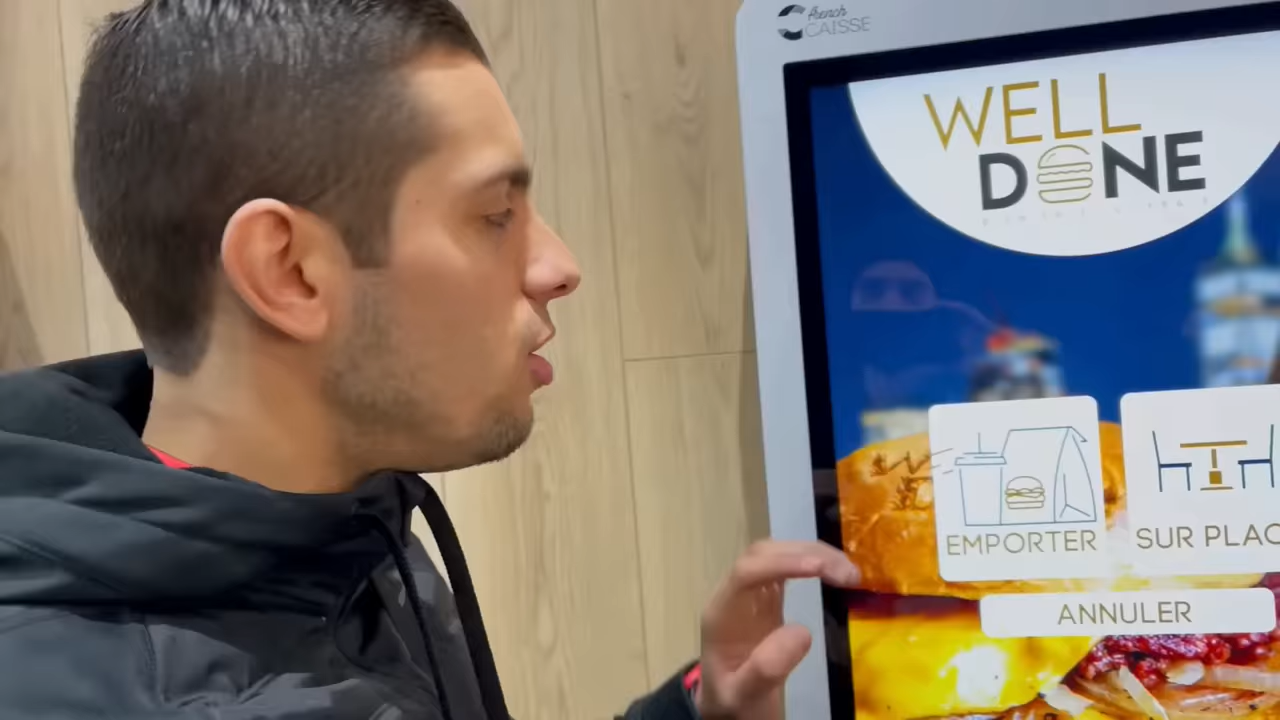 French
CAISSE
WELL
DONE
EMPORTER
SUR PLAC
ANNULER